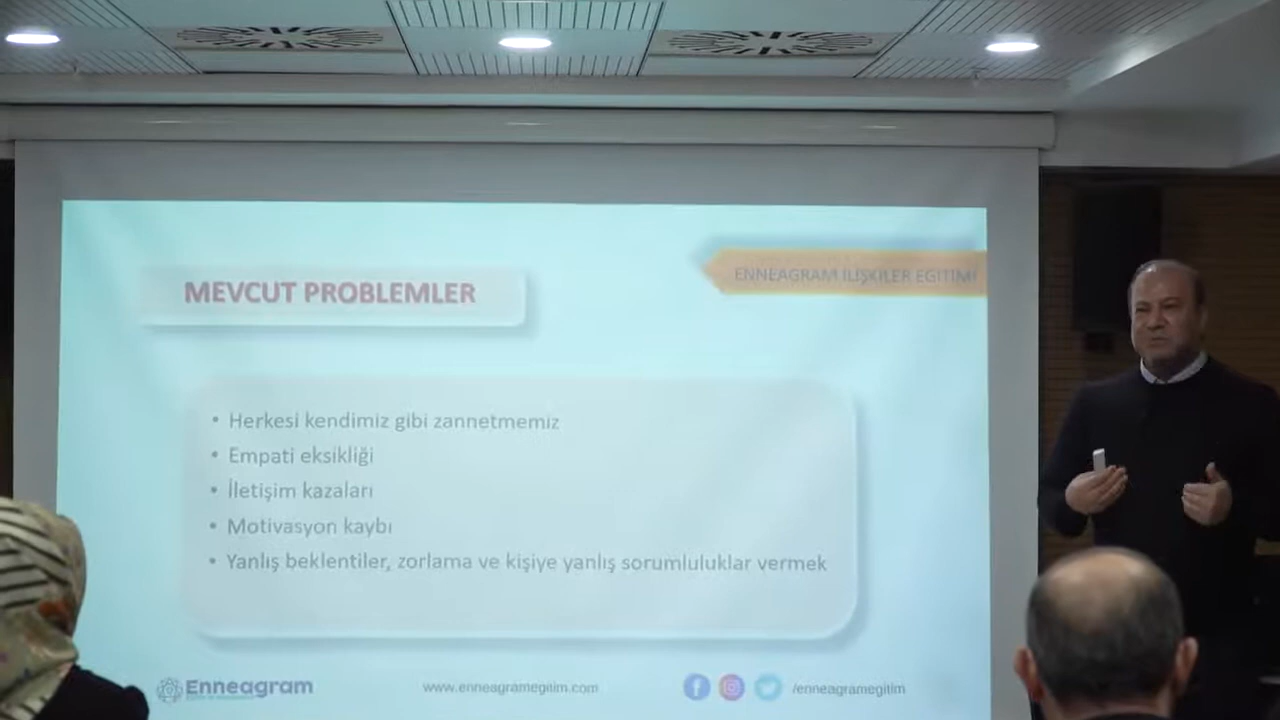 ENNEAGRAM İLİŞKİLER EĞİTİMİ
MEVCUT PROBLEMLER
• Herkesi kendimiz gibi zannetmemiz
• Empati eksikliği
• İletişim kazaları
• Motivasyon kaybı
• Yanlış beklentiler, zorlama ve kişiye yanlış sorumluluklar vermek
Enneagram
www.enneagramegitim.com
/enneagramegitim